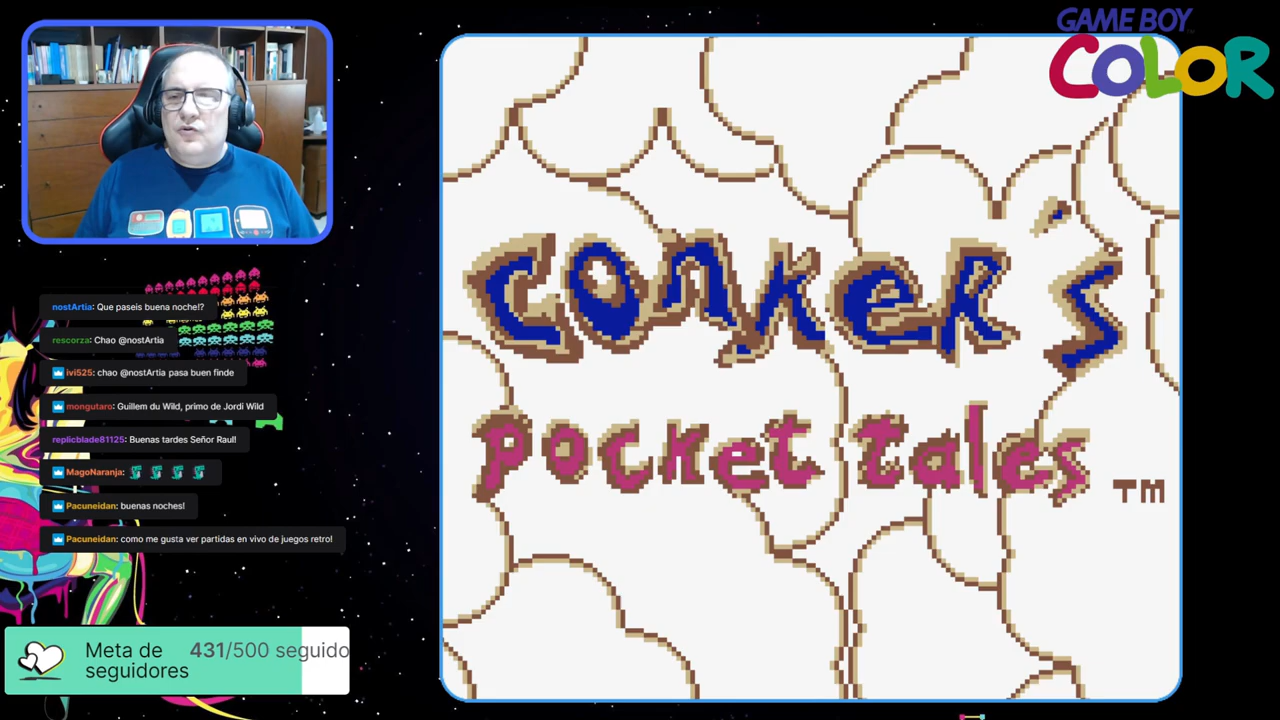 GAME BOY
COLOR
Conker's
pocket tales
TM
nostArtia: Que paseis buena noche!?
rescorza: Chao @nostArtia
ivi525: chao @nostArtia pasa buen finde
mongutaro: Guillem du Wild, primo de Jordi Wild
replicblade81125: Buenas tardes Señor Raul!
MagoNaranja:
Pacuneidan: buenas noches!
Pacuneidan: como me gusta ver partidas en vivo de juegos retro!
Meta de seguidores
431/500 seguido